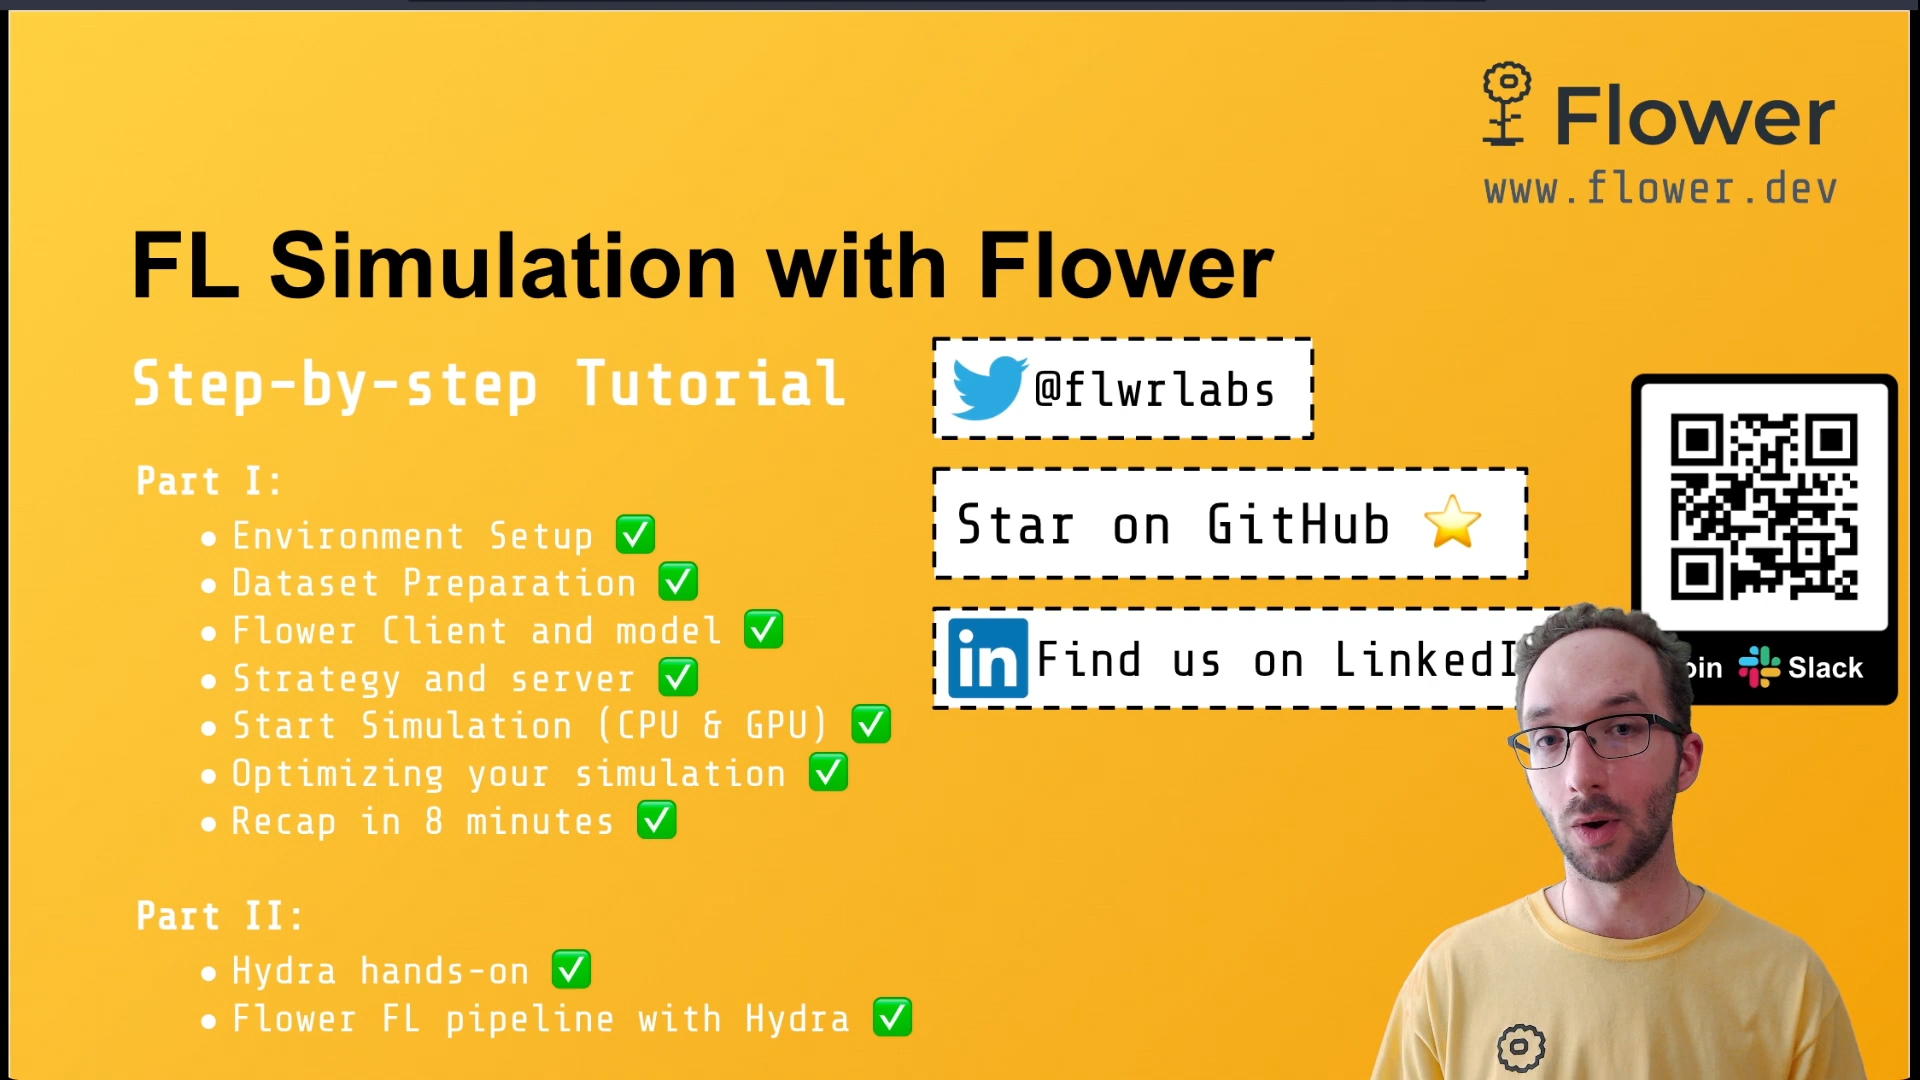 Flower
www.flower.dev
FL Simulation with Flower
Step-by-step Tutorial
Part I:
● Environment Setup ✅
● Dataset Preparation ✅
● Flower Client and model ✅
● Strategy and server ✅
● Start Simulation (CPU & GPU) ✅
● Optimizing your simulation ✅
● Recap in 8 minutes ✅
Part II:
● Hydra hands-on ✅
● Flower FL pipeline with Hydra ✅
@flwrlabs
Star on GitHub ⭐
in Find us on LinkedI
oin Slack